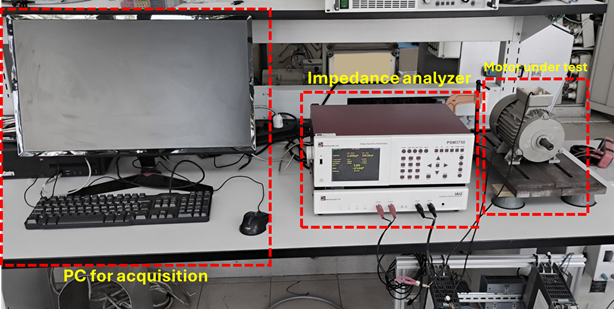 Motor under test
Impedance analyzer
PSM3750
PC for acquisition